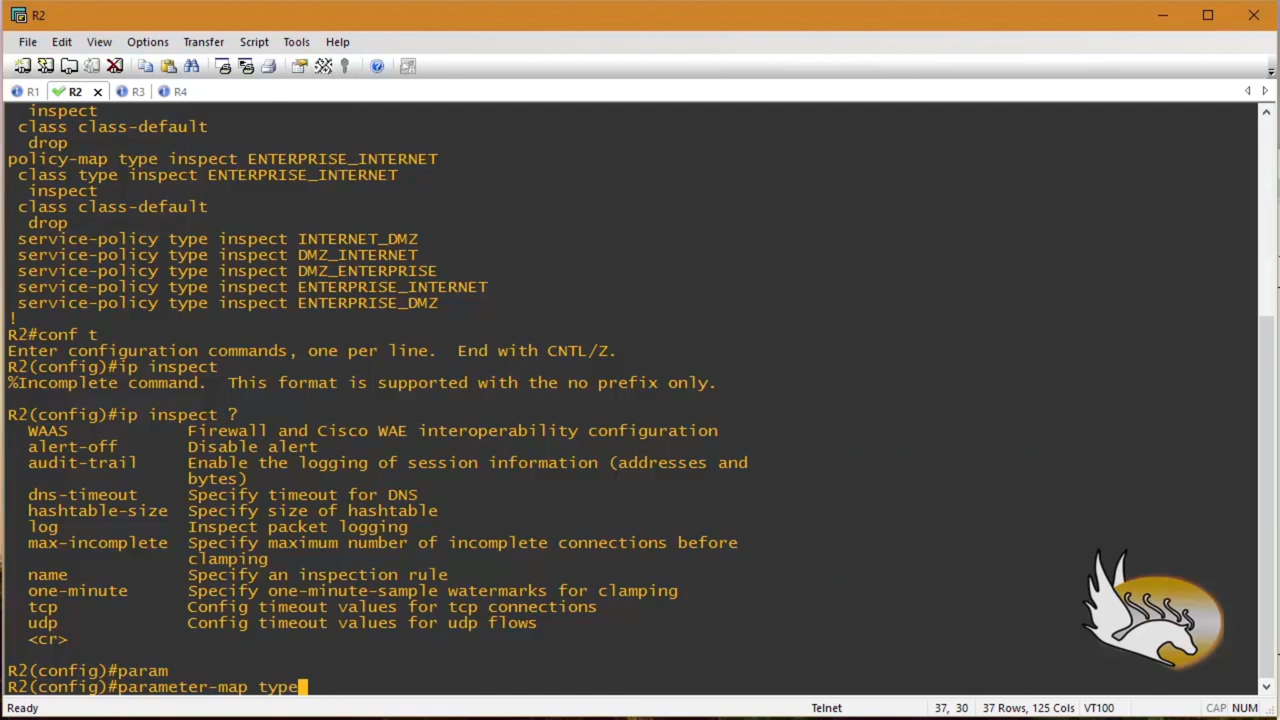 R2
File Edit View Options Transfer Script Tools Help
R1 R2 x R3 R4
inspect
class class-default
drop
policy-map type inspect ENTERPRISE_INTERNET
class type inspect ENTERPRISE_INTERNET
inspect
class class-default
drop
service-policy type inspect INTERNET_DMZ
service-policy type inspect DMZ_INTERNET
service-policy type inspect DMZ_ENTERPRISE
service-policy type inspect ENTERPRISE_INTERNET
service-policy type inspect ENTERPRISE_DMZ
!
R2#conf t
Enter configuration commands, one per line. End with CNTL/Z.
R2(config)#ip inspect
%Incomplete command. This format is supported with the no prefix only.
R2(config)#ip inspect ?
WAAS Firewall and Cisco WAE interoperability configuration
alert-off Disable alert
audit-trail Enable the logging of session information (addresses and
bytes)
dns-timeout Specify timeout for DNS
hashtable-size Specify size of hashtable
log Inspect packet logging
max-incomplete Specify maximum number of incomplete connections before
clamping
name Specify an inspection rule
one-minute Specify one-minute-sample watermarks for clamping
tcp Config timeout values for tcp connections
udp Config timeout values for udp flows
<cr>
R2(config)#param
R2(config)#parameter-map type
Ready Telnet 37, 30 37 Rows, 125 Cols VT100 CAP NUM